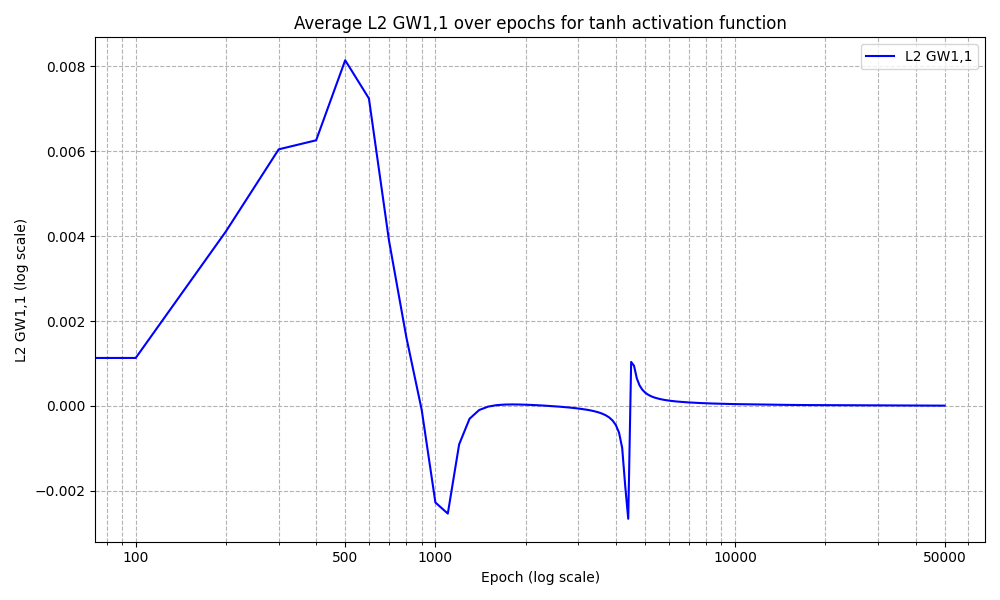 Average L2 GW1,1 over epochs for tanh activation function
L2 GW1,1
L2 GW1,1 (log scale)
0.008
0.006
0.004
0.002
0.000
−0.002
100
500
1000
10000
50000
Epoch (log scale)